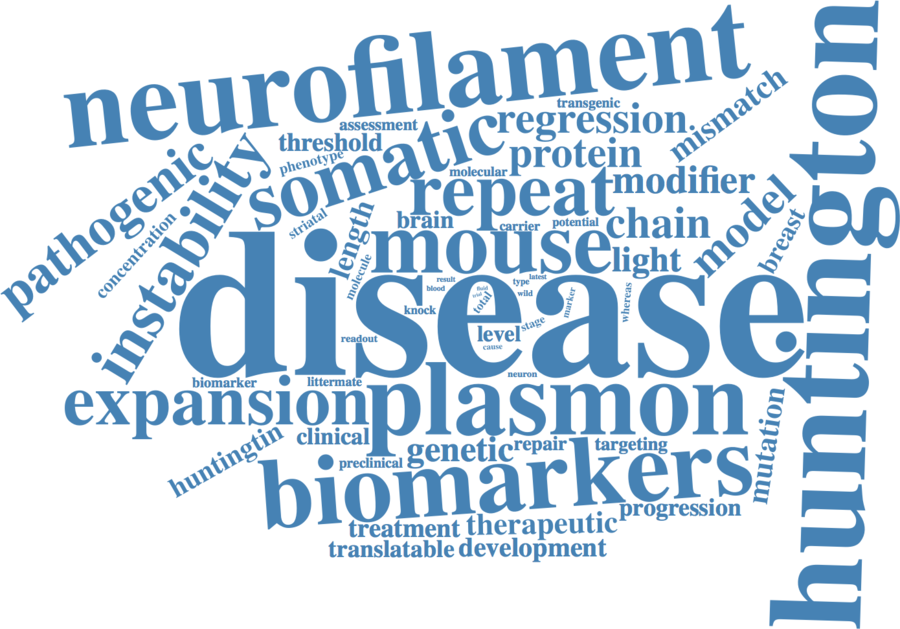 neurofilament
huntington
transgenic
mismatch
assessment
regression
threshold
somatic
protein
pathogenic
phenotype
instability
molecular
repeat
modifier
model
striatal
length
brain
carrier
potential
chain
breast
concentration
mouse
light
molecule
disease
result
blood
fluid
trial
type
latest
wild
total
marker
whereas
knock
level
stage
cause
readout
neuron
biomarker
littermate
expansion
plasmon
mutation
clinical
huntingtin
genetic
repair
targeting
preclinical
biomarkers
progression
treatment
therapeutic
translatable
development